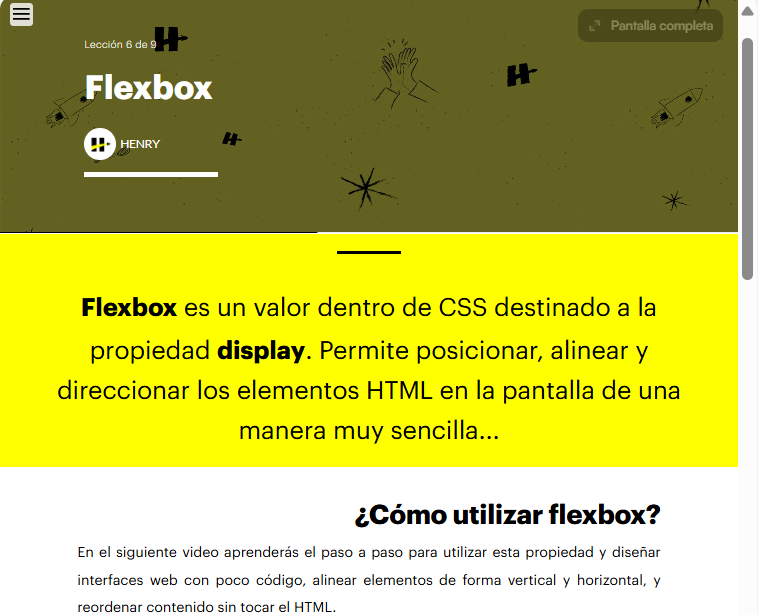 Pantalla completa
Lección 6 de 9
Flexbox
HENRY
Flexbox es un valor dentro de CSS destinado a la
propiedad display. Permite posicionar, alinear y
direccionar los elementos HTML en la pantalla de una
manera muy sencilla...
¿Cómo utilizar flexbox?
En el siguiente video aprenderás el paso a paso para utilizar esta propiedad y diseñar
interfaces web con poco código, alinear elementos de forma vertical y horizontal, y
reordenar contenido sin tocar el HTML.